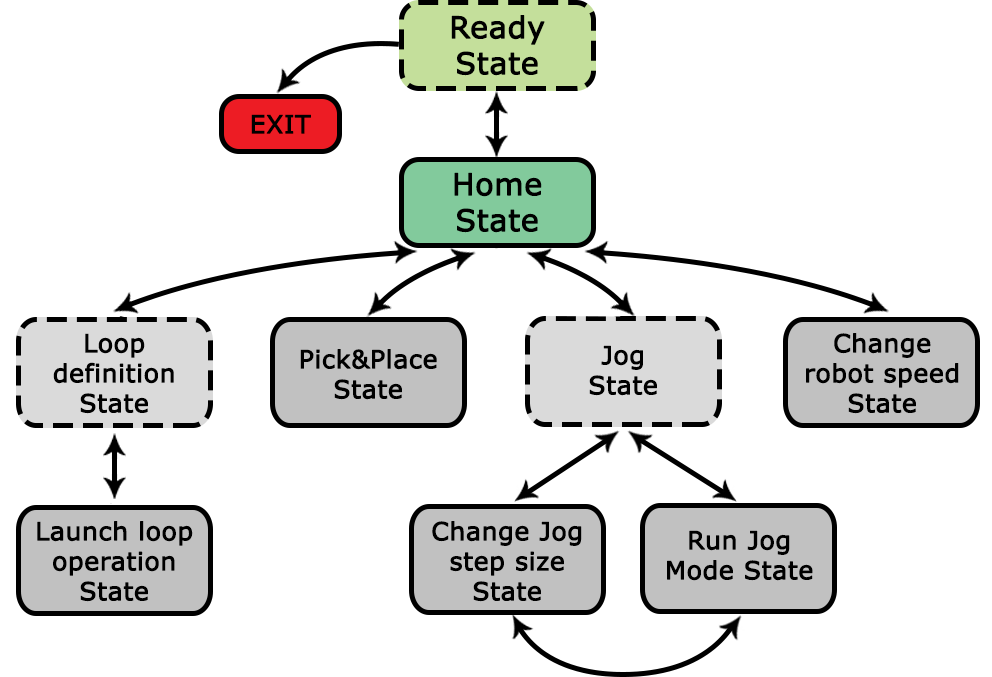 Ready
State
EXIT
Home
State
Loop
definition
State
Pick&Place
State
Jog
State
Change
robot speed
State
Launch loop
operation
State
Change Jog
step size
State
Run Jog
Mode State